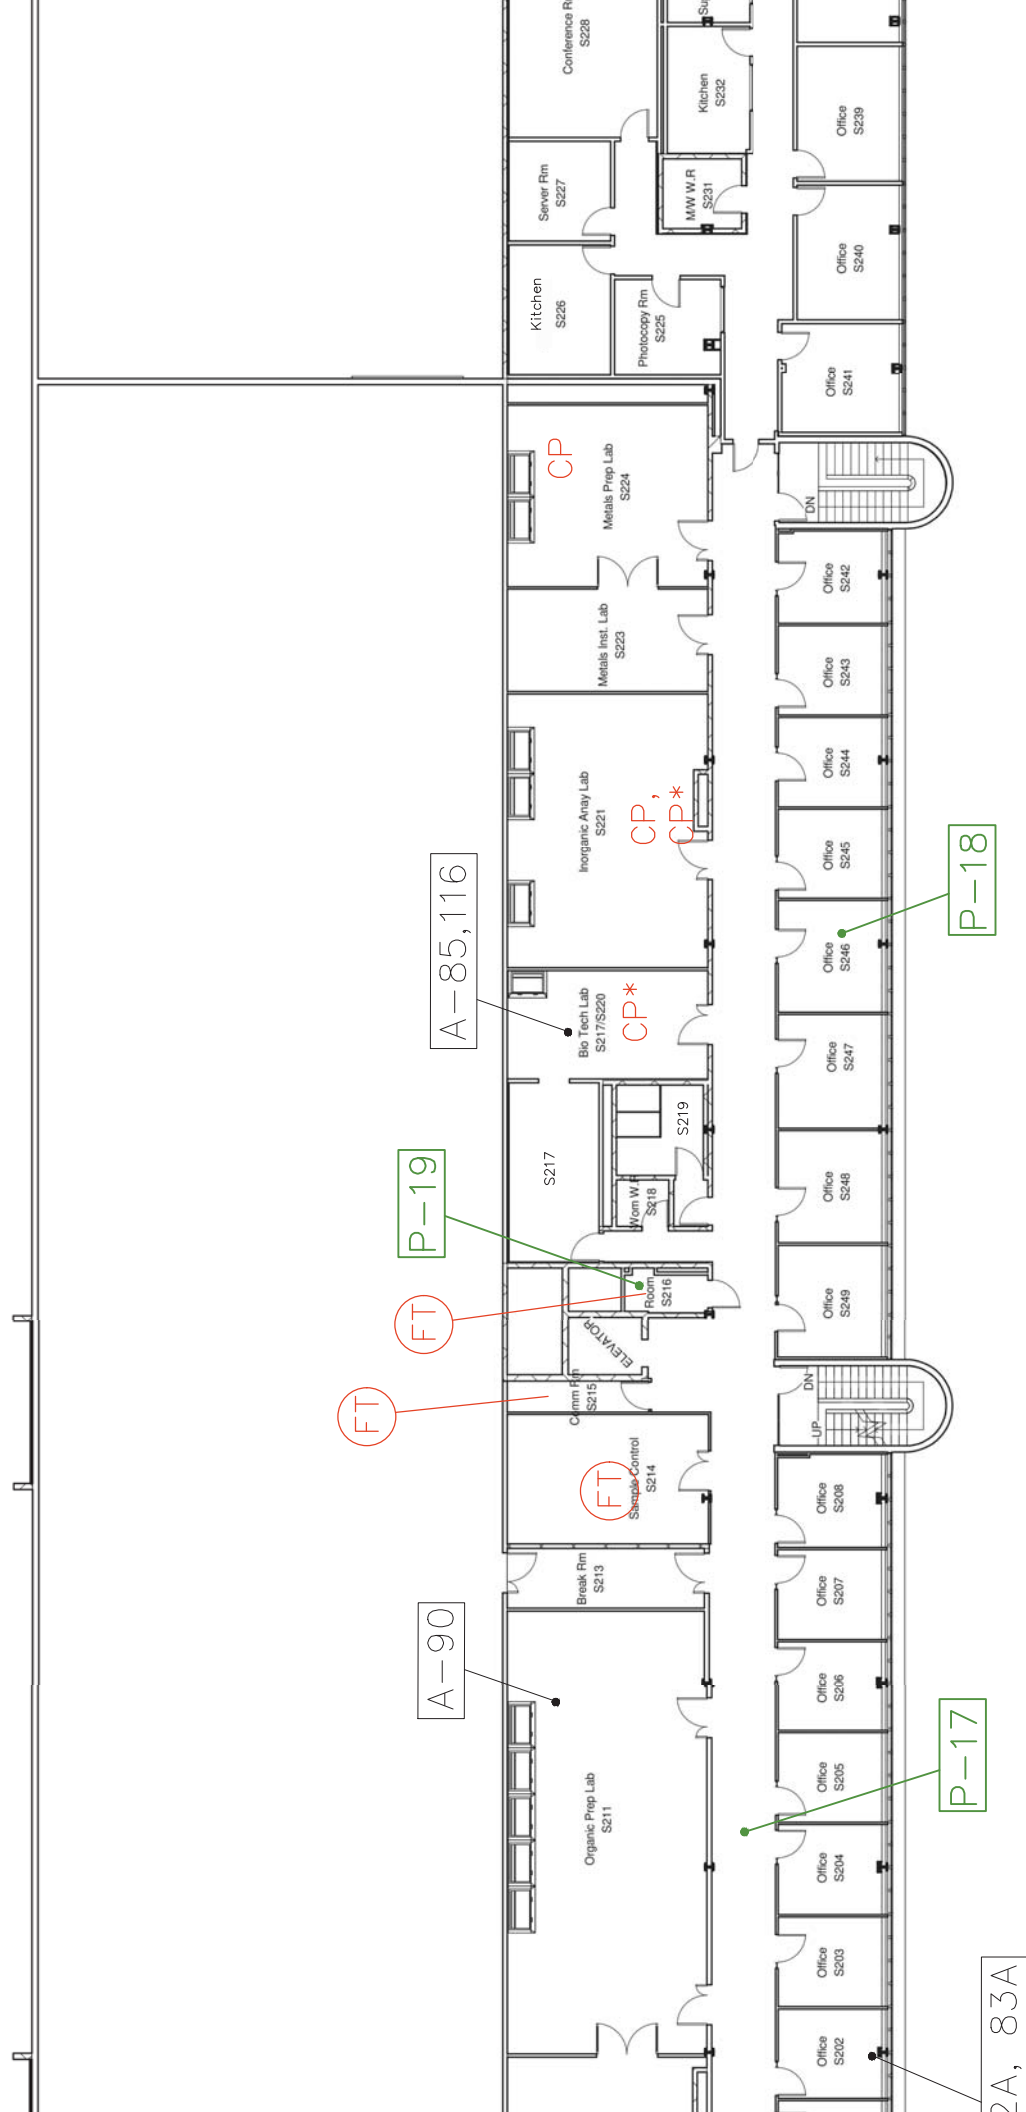 Conference R
S228
Su
Kitchen
S232
Office
S239
Server Rm
S227
M/W W.R
S231
Office
S240
Kitchen
S226
Photocopy Rm
S225
Office
S241
CP
Metals Prep Lab
S224
DN
Office
S242
Metals Inst. Lab
S223
Office
S243
Office
S244
Inorganic Anay Lab
S221
CP,
CP*
Office
S245
A-85,116
P-18
Office
S246
Bio Tech Lab
S217/S220
CP*
Office
S247
S217
S219
P-19
Wom W.
S218
Office
S248
Room
S216
FT
ELEVATOR
Office
S249
Comm Rm
S215
FT
DN
UP
FT
Sample Control
S214
Office
S208
Break Rm
S213
Office
S207
A-90
Office
S206
P-17
Office
S205
Organic Prep Lab
S211
Office
S204
Office
S203
Office
S202
2A, 83A